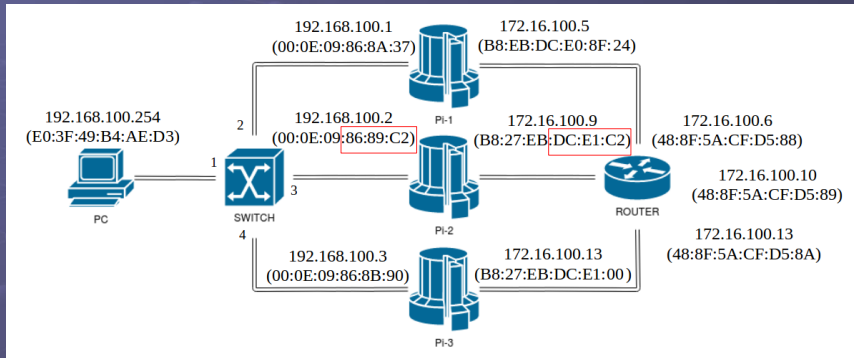 192.168.100.1
(00:0E:09:86:8A:37)
172.16.100.5
(B8:EB:DC:E0:8F:24)
Pi-1
192.168.100.254
(E0:3F:49:B4:AE:D3)
PC
1
2
3
4
SWITCH
192.168.100.2
(00:0E:09:86:89:C2)
172.16.100.9
(B8:27:EB:DC:E1:C2)
Pi-2
172.16.100.6
(48:8F:5A:CF:D5:88)
172.16.100.10
(48:8F:5A:CF:D5:89)
ROUTER
172.16.100.13
(48:8F:5A:CF:D5:8A)
192.168.100.3
(00:0E:09:86:8B:90)
172.16.100.13
(B8:27:EB:DC:E1:00)
Pi-3